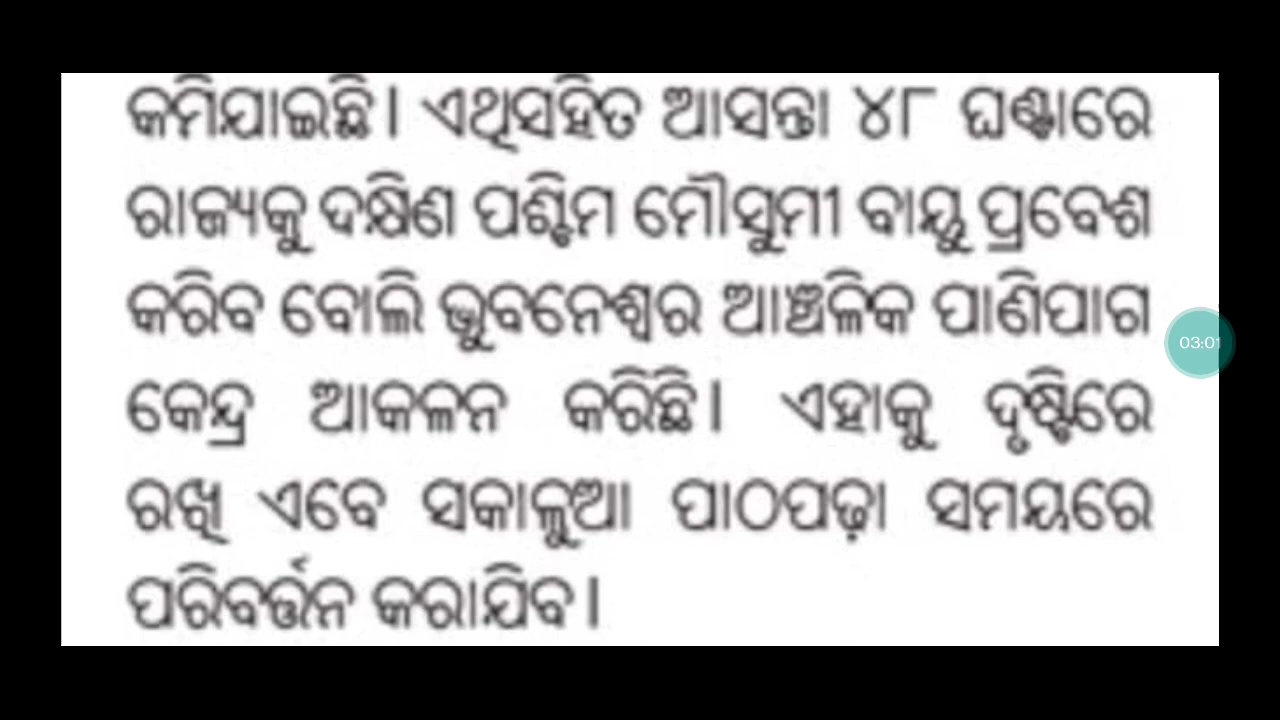 କମିଯାଇଛି। ଏଥିସହିତ ଆସନ୍ତା ୪୮ ଘଣ୍ଟାରେ
ରାଜ୍ୟକୁ ଦକ୍ଷିଣ ପଶ୍ଚିମ ମୌସୁମୀ ବାୟୁ ପ୍ରବେଶ
କରିବ ବୋଲି ଭୁବନେଶ୍ୱର ଆଞ୍ଚଳିକ ପାଣିପାଗ
କେନ୍ଦ୍ର ଆକଳନ କରିଛି। ଏହାକୁ ଦୃଷ୍ଟିରେ
ରଖି ଏବେ ସକାଳୁଆ ପାଠପଢ଼ା ସମୟରେ
ପରିବର୍ତ୍ତନ କରାଯିବ।
03:01